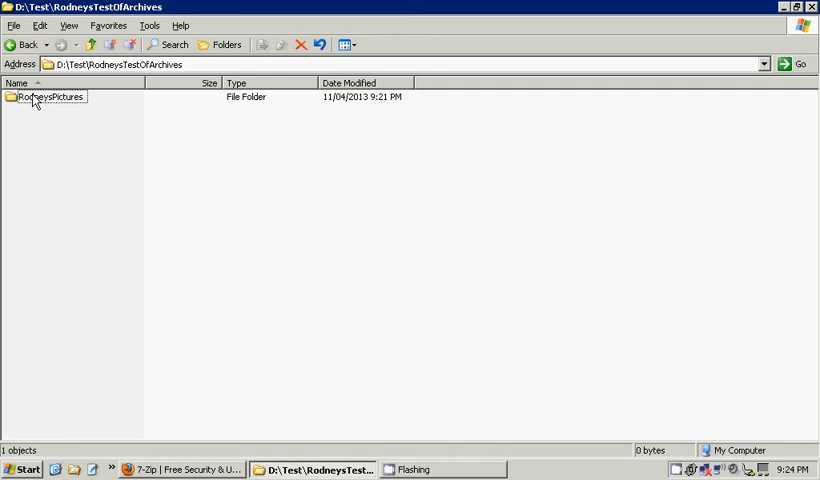 D:\Test\RodneysTestOfArchives
File Edit View Favorites Tools Help
Back Search Folders
Address D:\Test\RodneysTestOfArchives Go
Name Size Type Date Modified
RodneysPictures File Folder 11/04/2013 9:21 PM
1 objects 0 bytes My Computer
Start » 7-Zip | Free Security & U... D:\Test\RodneysTest... Flashing 9:24 PM